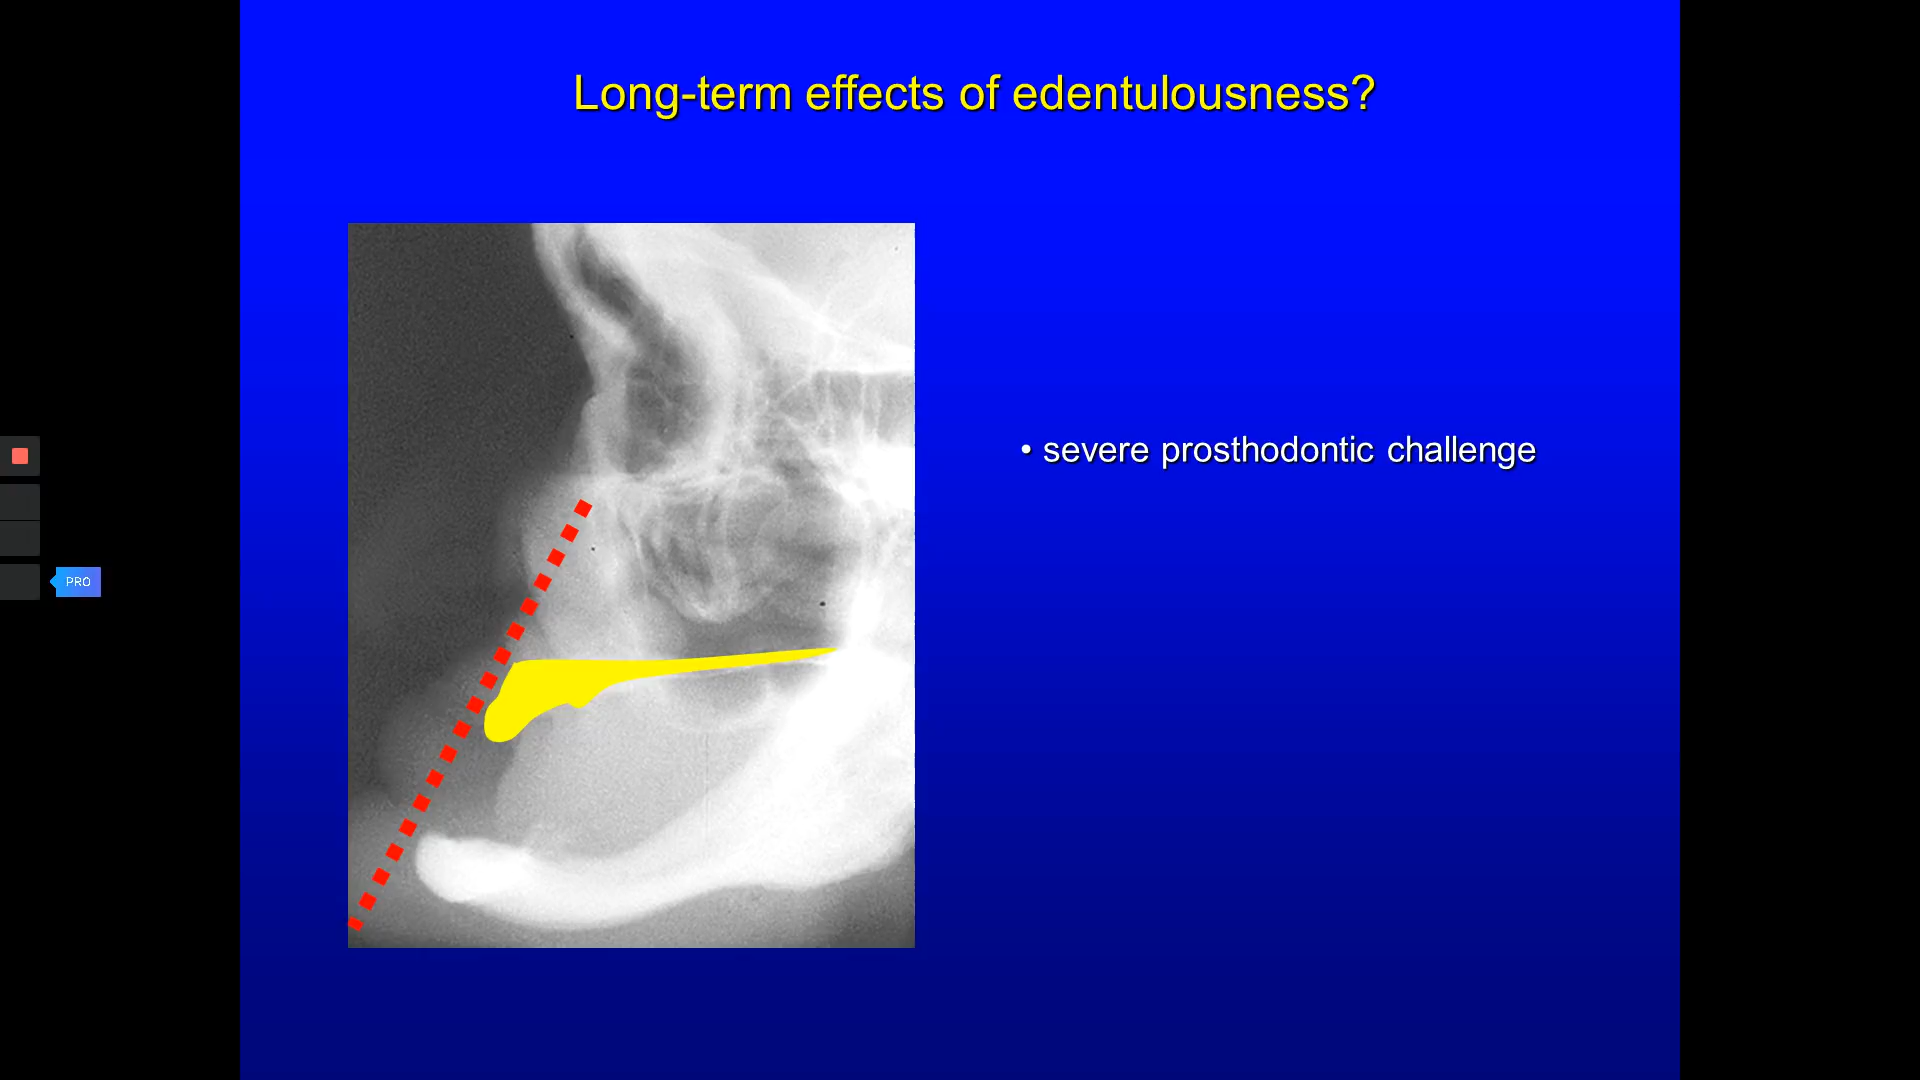 Long-term effects of edentulousness?
• severe prosthodontic challenge
PRO